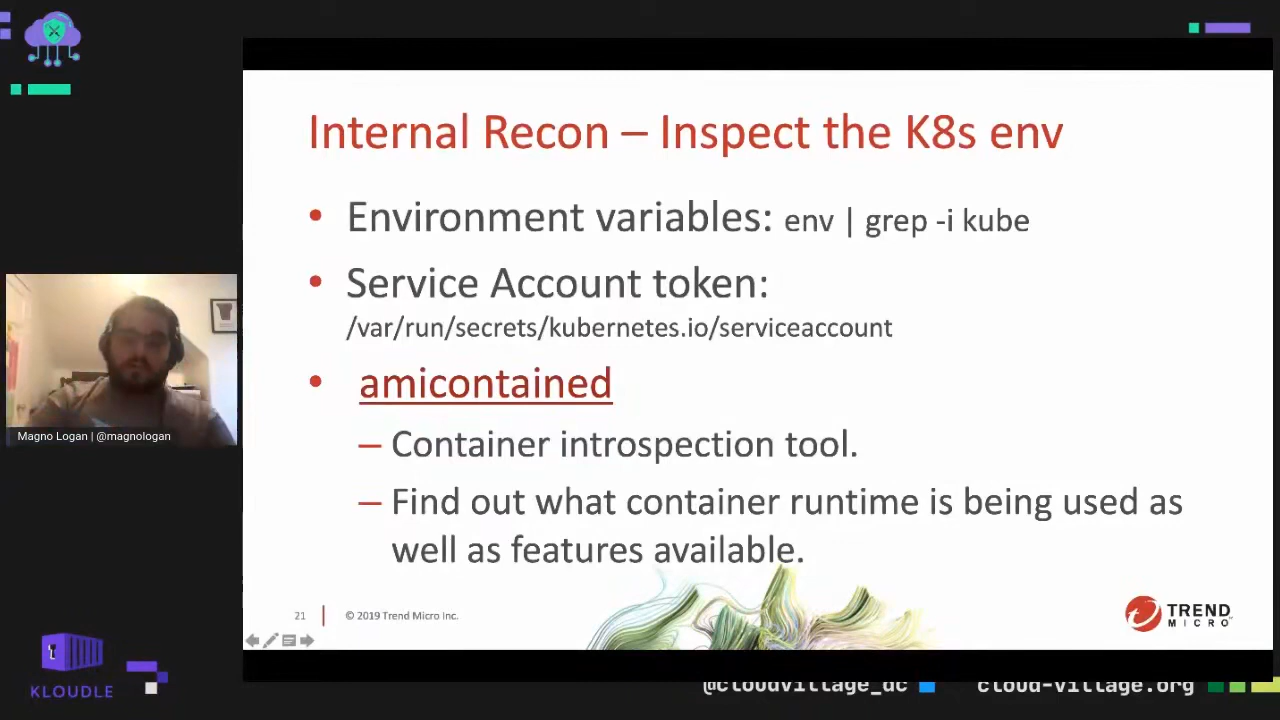 Internal Recon – Inspect the K8s env
• Environment variables: env | grep -i kube
• Service Account token:
/var/run/secrets/kubernetes.io/serviceaccount
• amicontained
– Container introspection tool.
– Find out what container runtime is being used as
well as features available.
21
© 2019 Trend Micro Inc.
TREND
MICRO
Magno Logan | @magnologan
KLOUDLE
@cloudvillage_dc
cloud-village.org